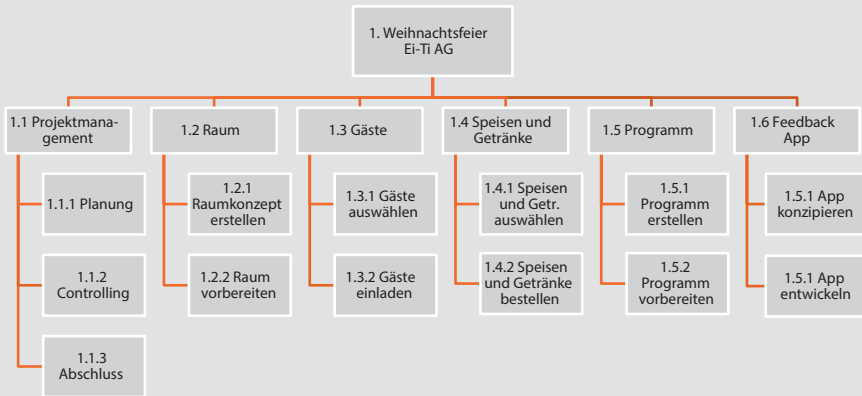 1. Weihnachtsfeier
Ei-Ti AG
1.1 Projektmana-
gement
1.1.1 Planung
1.1.2
Controlling
1.1.3
Abschluss
1.2 Raum
1.2.1
Raumkonzept
erstellen
1.2.2 Raum
vorbereiten
1.3 Gäste
1.3.1 Gäste
auswählen
1.3.2 Gäste
einladen
1.4 Speisen und
Getränke
1.4.1 Speisen
und Getr.
auswählen
1.4.2 Speisen
und Getränke
bestellen
1.5 Programm
1.5.1
Programm
erstellen
1.5.2
Programm
vorbereiten
1.6 Feedback
App
1.5.1 App
konzipieren
1.5.1 App
entwickeln